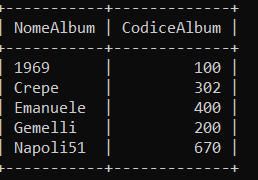 +-----------+-------------+
| NomeAlbum | CodiceAlbum |
+-----------+-------------+
| 1969      |         100 |
| Crepe     |         302 |
| Emanuele  |         400 |
| Gemelli   |         200 |
| Napoli51  |         670 |
+-----------+-------------+